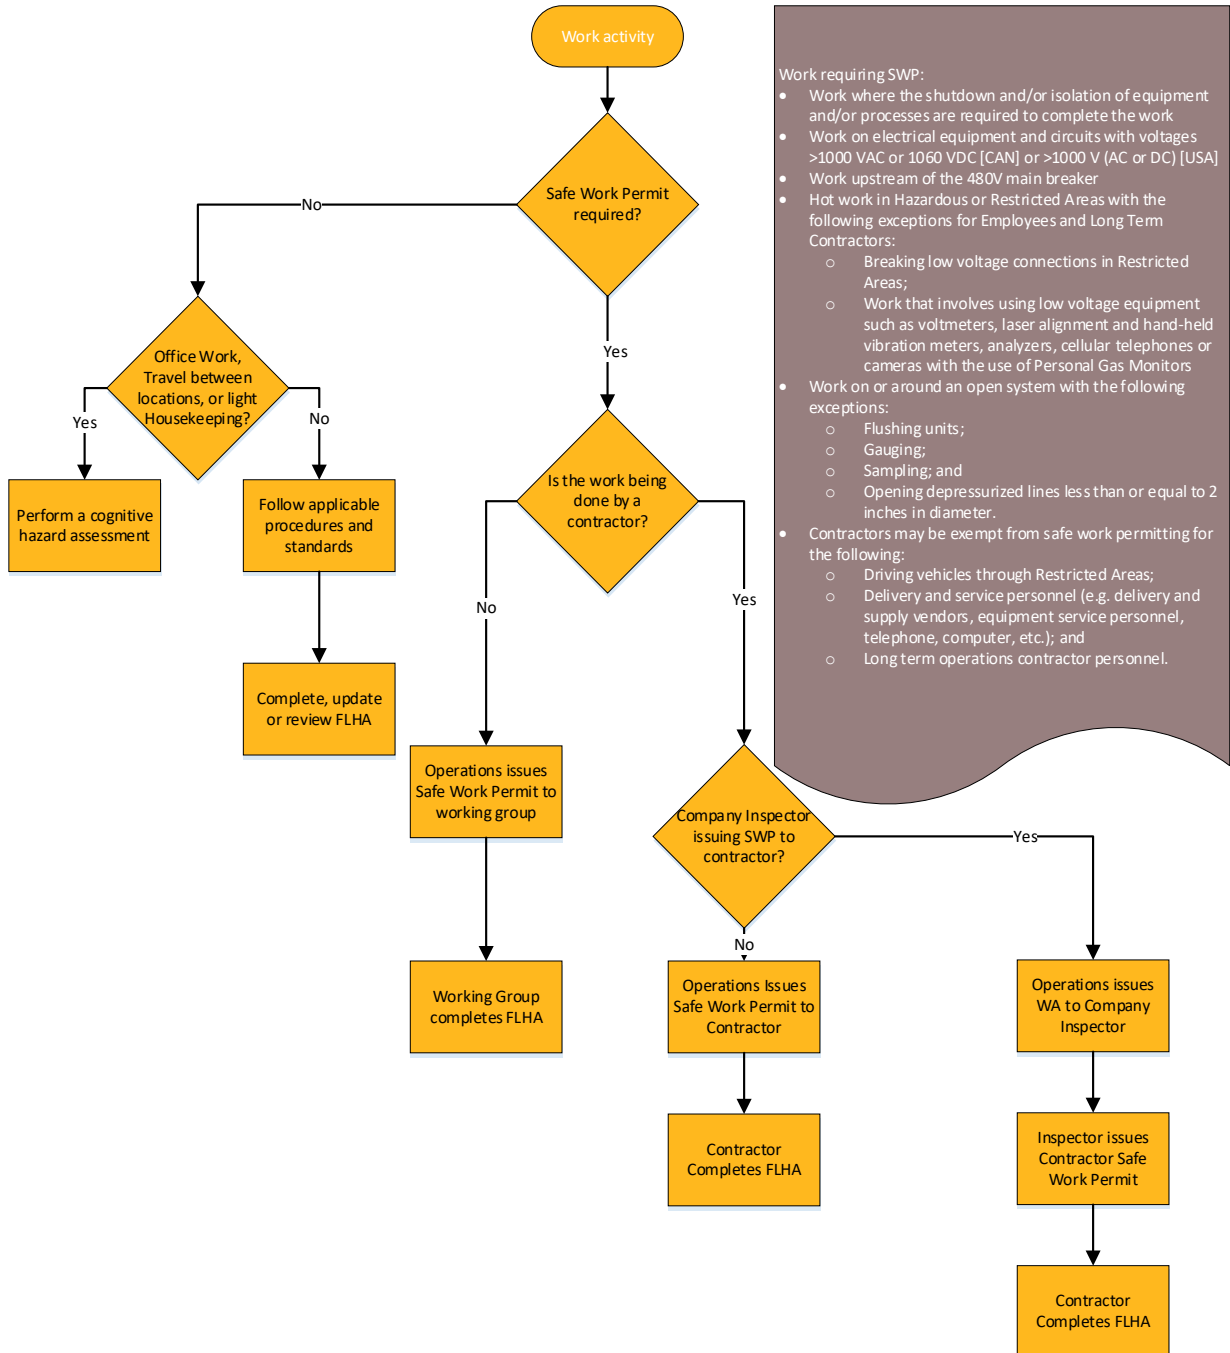 Work activity
Work requiring SWP:
• Work where the shutdown and/or isolation of equipment
and/or processes are required to complete the work
• Work on electrical equipment and circuits with voltages
>1000 VAC or 1060 VDC [CAN] or >1000 V (AC or DC) [USA]
• Work upstream of the 480V main breaker
• Hot work in Hazardous or Restricted Areas with the
following exceptions for Employees and Long Term
Contractors:
o Breaking low voltage connections in Restricted
Areas;
o Work that involves using low voltage equipment
such as voltmeters, laser alignment and hand-held
vibration meters, analyzers, cellular telephones or
cameras with the use of Personal Gas Monitors
• Work on or around an open system with the following
exceptions:
o Flushing units;
o Gauging;
o Sampling; and
o Opening depressurized lines less than or equal to 2
inches in diameter.
• Contractors may be exempt from safe work permitting for
the following:
o Driving vehicles through Restricted Areas;
o Delivery and service personnel (e.g. delivery and
supply vendors, equipment service personnel,
telephone, computer, etc.); and
o Long term operations contractor personnel.
Safe Work Permit
required?
No
Yes
Office Work,
Travel between
locations, or light
Housekeeping?
Yes
No
Perform a cognitive
hazard assessment
Follow applicable
procedures and
standards
Complete, update
or review FLHA
Is the work being
done by a
contractor?
No
Yes
Operations issues
Safe Work Permit to
working group
Working Group
completes FLHA
Company Inspector
issuing SWP to
contractor?
No
Yes
Operations Issues
Safe Work Permit to
Contractor
Contractor
Completes FLHA
Operations issues
WA to Company
Inspector
Inspector issues
Contractor Safe
Work Permit
Contractor
Completes FLHA